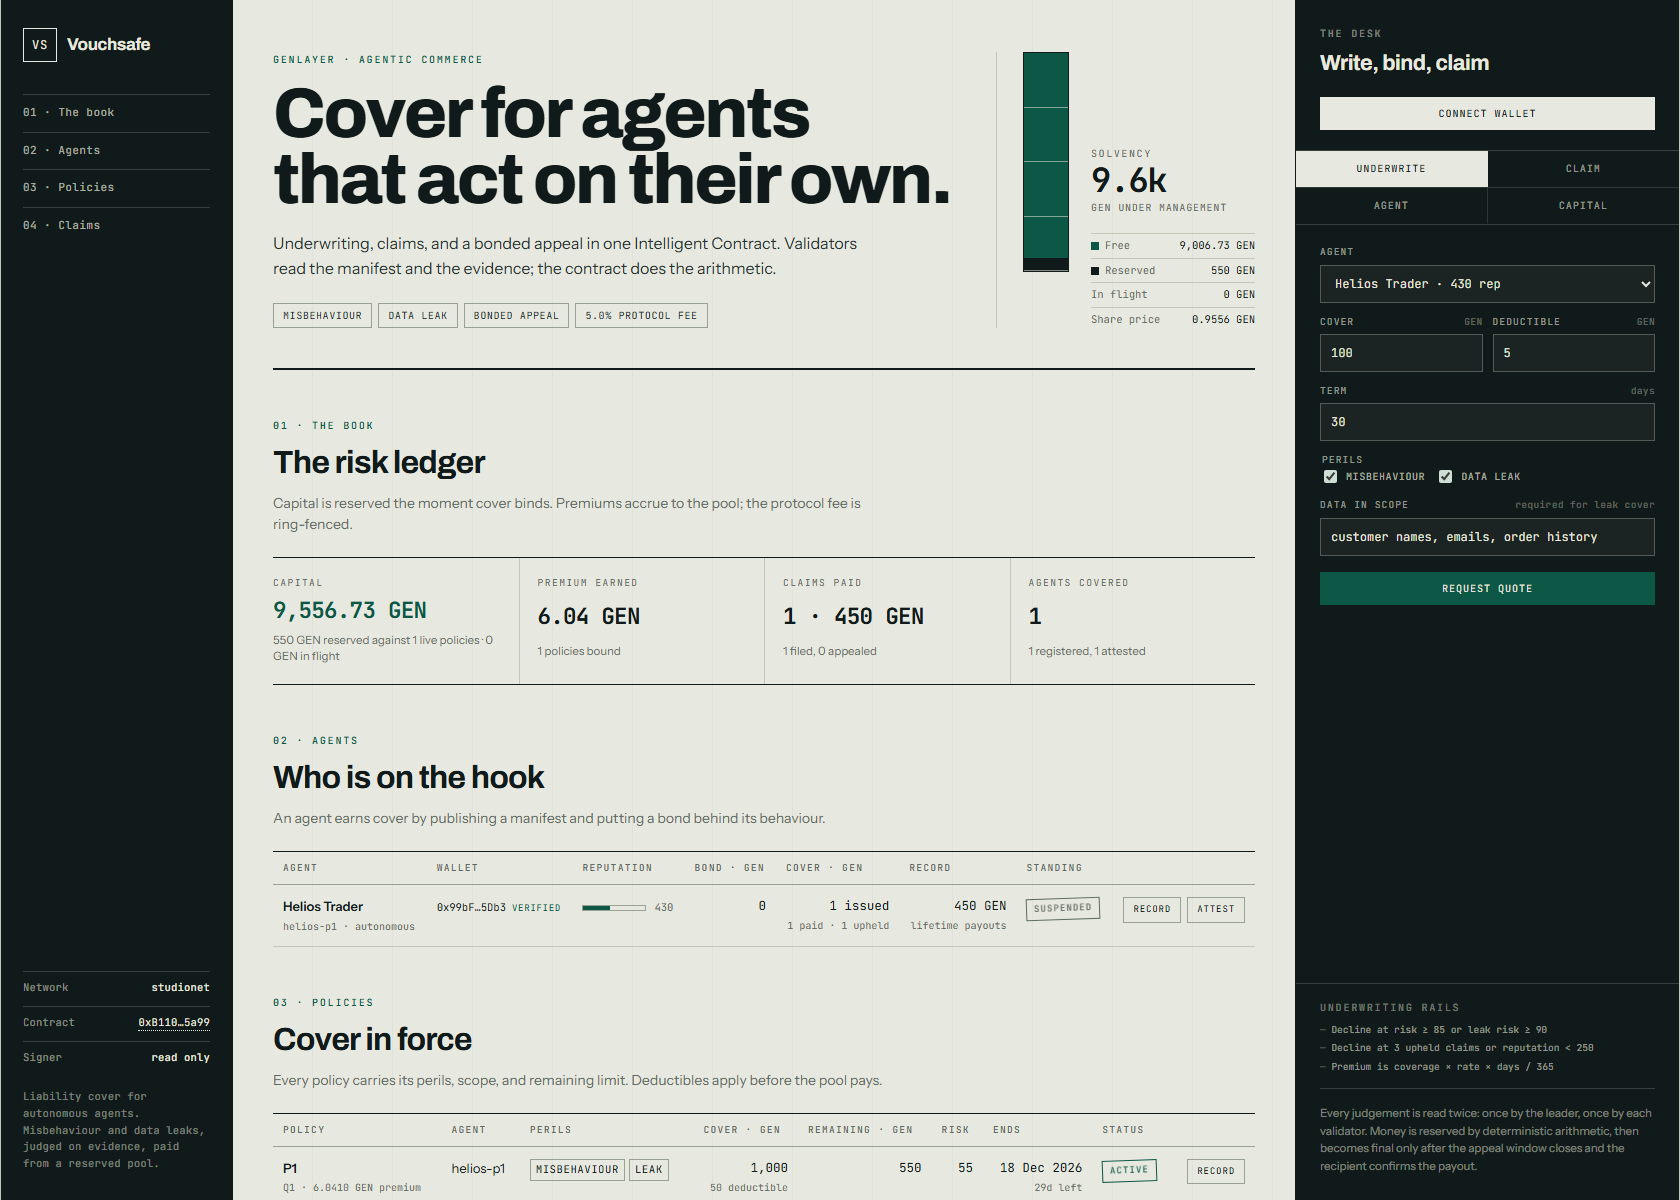 VS
Vouchsafe
01 · The book
02 · Agents
03 · Policies
04 · Claims
Network studionet
Contract 0xB110…5a99
Signer read only
Liability cover for
autonomous agents.
Misbehaviour and data leaks,
judged on evidence, paid
from a reserved pool.
GENLAYER · AGENTIC COMMERCE
Cover for agents
that act on their own.
Underwriting, claims, and a bonded appeal in one Intelligent Contract. Validators
read the manifest and the evidence; the contract does the arithmetic.
MISBEHAVIOUR DATA LEAK BONDED APPEAL 5.0% PROTOCOL FEE
SOLVENCY
9.6k
GEN UNDER MANAGEMENT
Free 9,006.73 GEN
Reserved 550 GEN
In flight 0 GEN
Share price 0.9556 GEN
01 · THE BOOK
The risk ledger
Capital is reserved the moment cover binds. Premiums accrue to the pool; the protocol fee is
ring-fenced.
CAPITAL PREMIUM EARNED CLAIMS PAID AGENTS COVERED
9,556.73 GEN 6.04 GEN 1 · 450 GEN 1
550 GEN reserved against 1 live policies · 0
GEN in flight
1 policies bound 1 filed, 0 appealed 1 registered, 1 attested
02 · AGENTS
Who is on the hook
An agent earns cover by publishing a manifest and putting a bond behind its behaviour.
AGENT WALLET REPUTATION BOND · GEN COVER · GEN RECORD STANDING
Helios Trader 0x99bF…5Db3 VERIFIED 430 0 1 issued 450 GEN SUSPENDED RECORD ATTEST
helios-p1 · autonomous 1 paid · 1 upheld lifetime payouts
03 · POLICIES
Cover in force
Every policy carries its perils, scope, and remaining limit. Deductibles apply before the pool pays.
POLICY AGENT PERILS COVER · GEN REMAINING · GEN RISK ENDS STATUS
P1 helios-p1 MISBEHAVIOUR LEAK 1,000 550 55 18 Dec 2026 ACTIVE RECORD
Q1 · 6.0410 GEN premium 50 deductible 29d left
THE DESK
Write, bind, claim
CONNECT WALLET
UNDERWRITE CLAIM
AGENT CAPITAL
AGENT
Helios Trader · 430 rep
COVER GEN DEDUCTIBLE GEN
100 5
TERM days
30
PERILS
MISBEHAVIOUR DATA LEAK
DATA IN SCOPE required for leak cover
customer names, emails, order history
REQUEST QUOTE
UNDERWRITING RAILS
— Decline at risk ≥ 85 or leak risk ≥ 90
— Decline at 3 upheld claims or reputation < 250
— Premium is coverage × rate × days / 365
Every judgement is read twice: once by the leader, once by each
validator. Money is reserved by deterministic arithmetic, then
becomes final only after the appeal window closes and the
recipient confirms the payout.